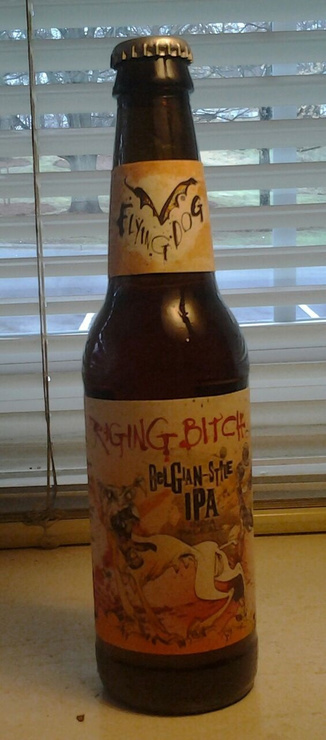 FLYING DOG
RAGING BITCH
BELGIAN-STYLE
IPA